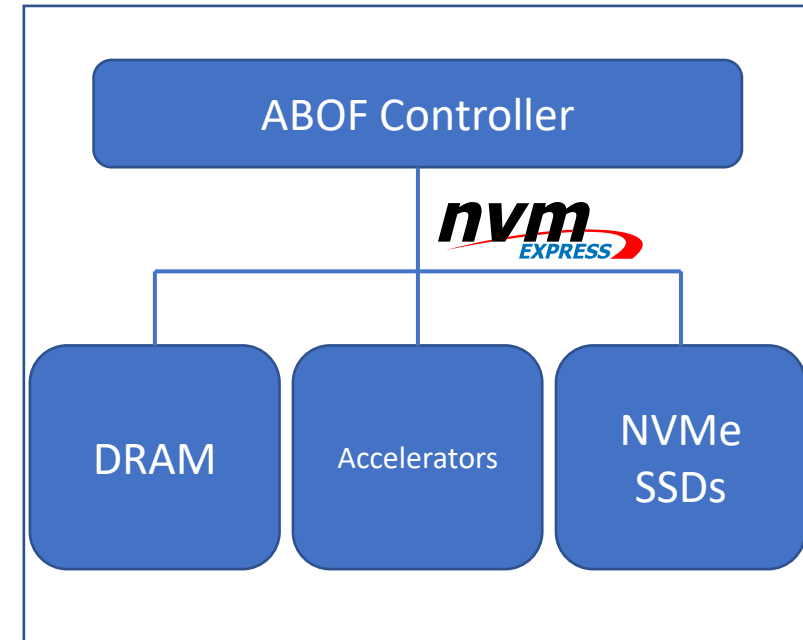 ABOF Controller
nvm
EXPRESS
DRAM
Accelerators
NVMe
SSDs